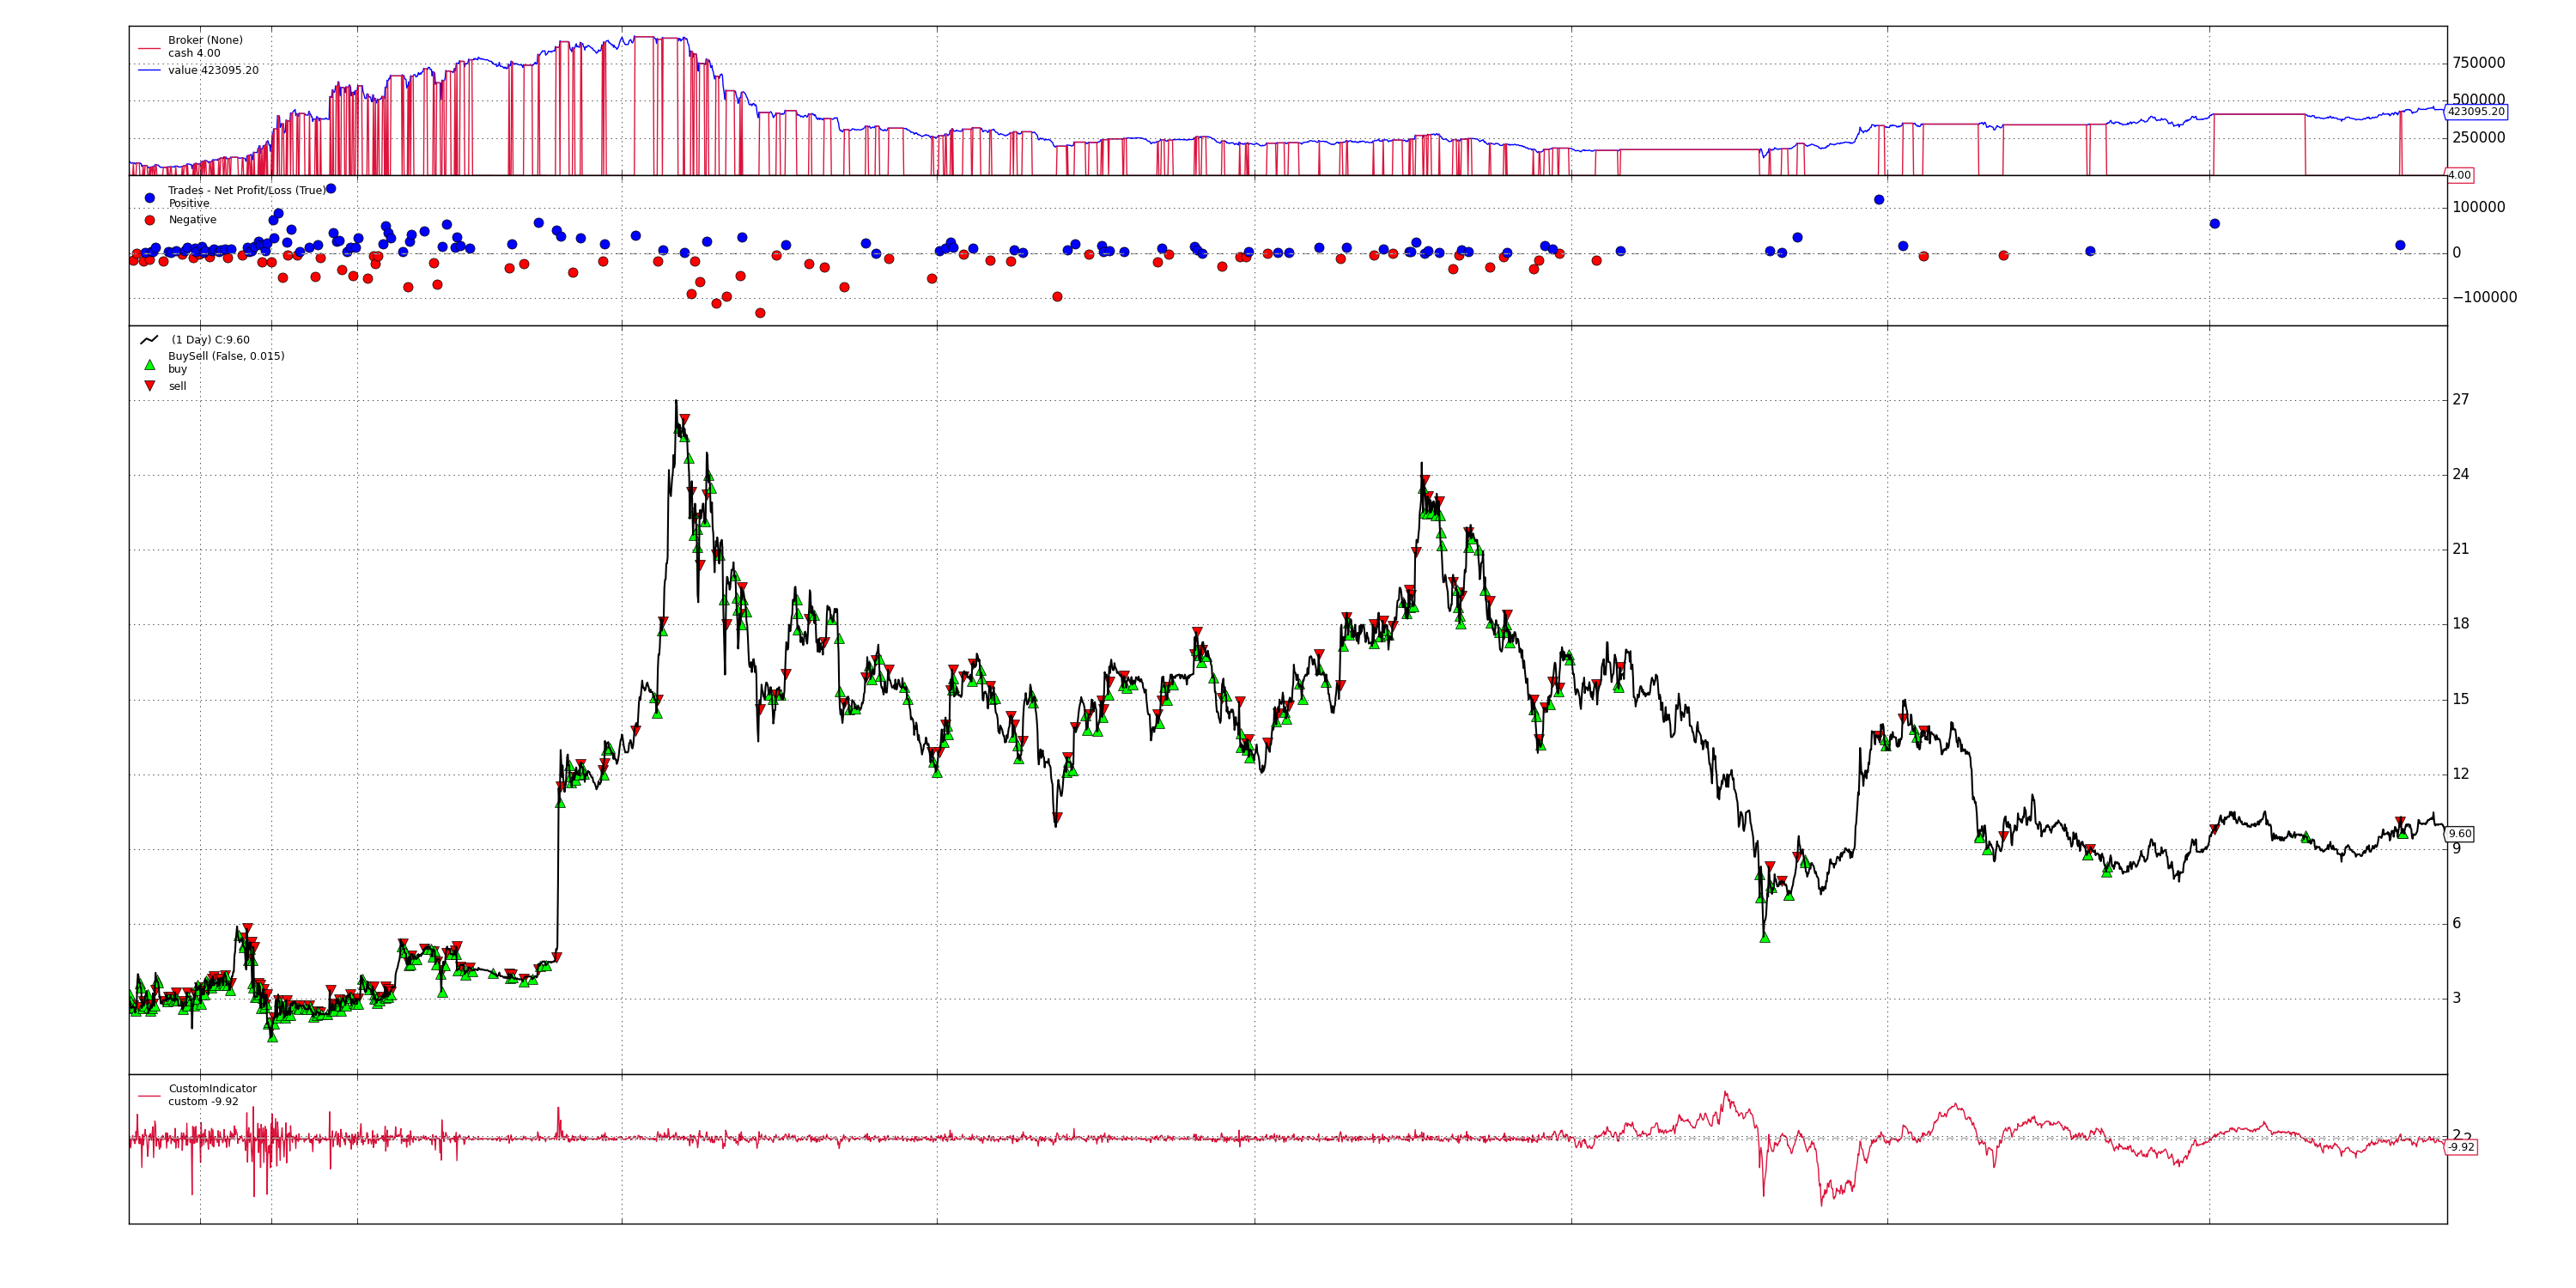 Broker (None)
cash 4.00
value 423095.20
750000
500000
423095.20
250000
4.00
Trades - Net Profit/Loss (True)
Positive
Negative
100000
0
−100000
(1 Day) C:9.60
BuySell (False, 0.015)
buy
sell
27
24
21
18
15
12
9.60
9
6
3
CustomIndicator
custom -9.92
-9.92